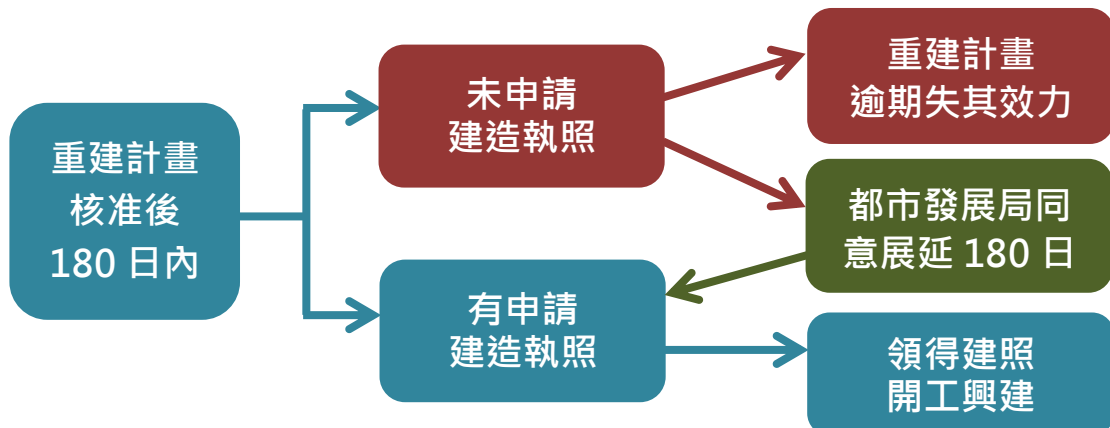 重建計畫
核准後
180 日內
未申請
建造執照
有申請
建造執照
重建計畫
逾期失其效力
都市發展局同
意展延 180 日
領得建照
開工興建